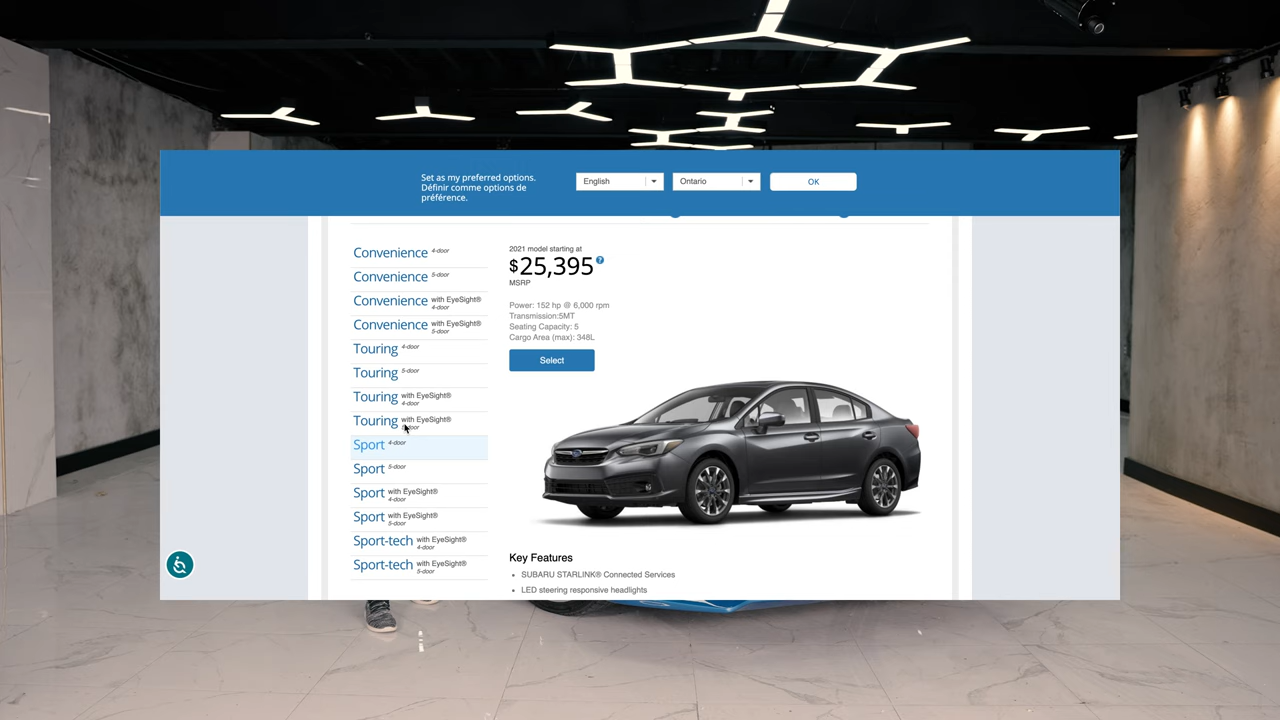 Set as my preferred options.
Définir comme options de
préférence.
English
Ontario
OK
Convenience 4-door
Convenience 5-door
Convenience with EyeSight®
4-door
Convenience with EyeSight®
5-door
Touring 4-door
Touring 5-door
Touring with EyeSight®
4-door
Touring with EyeSight®
Sport 4-door
Sport 5-door
Sport with EyeSight®
4-door
Sport with EyeSight®
5-door
Sport-tech with EyeSight®
4-door
Sport-tech with EyeSight®
5-door
2021 model starting at
$25,395 ?
MSRP
Power: 152 hp @ 6,000 rpm
Transmission:5MT
Seating Capacity: 5
Cargo Area (max): 348L
Select
Key Features
SUBARU STARLINK® Connected Services
LED steering responsive headlights